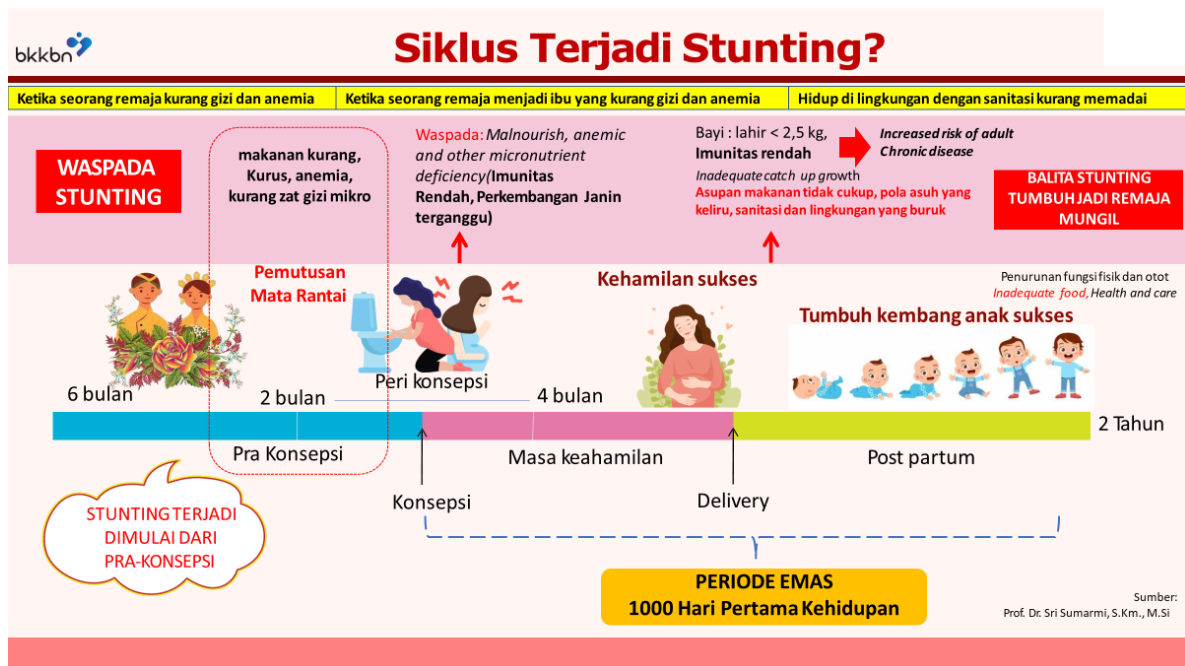 bkkbn
Siklus Terjadi Stunting?
Ketika seorang remaja kurang gizi dan anemia
Ketika seorang remaja menjadi ibu yang kurang gizi dan anemia
Hidup di lingkungan dengan sanitasi kurang memadai
WASPADA
STUNTING
makanan kurang,
Kurus, anemia,
kurang zat gizi mikro
Waspada: Malnourish, anemic
and other micronutrient
deficiency(Imunitas
Rendah, Perkembangan Janin
terganggu)
Bayi : lahir < 2,5 kg,
Imunitas rendah
Inadequate catch up growth
Asupan makanan tidak cukup, pola asuh yang
keliru, sanitasi dan lingkungan yang buruk
Increased risk of adult
Chronic disease
BALITA STUNTING
TUMBUH JADI REMAJA
MUNGIL
Pemutusan
Mata Rantai
Kehamilan sukses
Penurunan fungsi fisik dan otot
Inadequate food, Health and care
Tumbuh kembang anak sukses
6 bulan
2 bulan
Peri konsepsi
4 bulan
2 Tahun
Pra Konsepsi
Masa keahamilan
Post partum
Konsepsi
Delivery
STUNTING TERJADI
DIMULAI DARI
PRA-KONSEPSI
PERIODE EMAS
1000 Hari Pertama Kehidupan
Sumber:
Prof. Dr. Sri Sumarmi, S.Km., M.Si